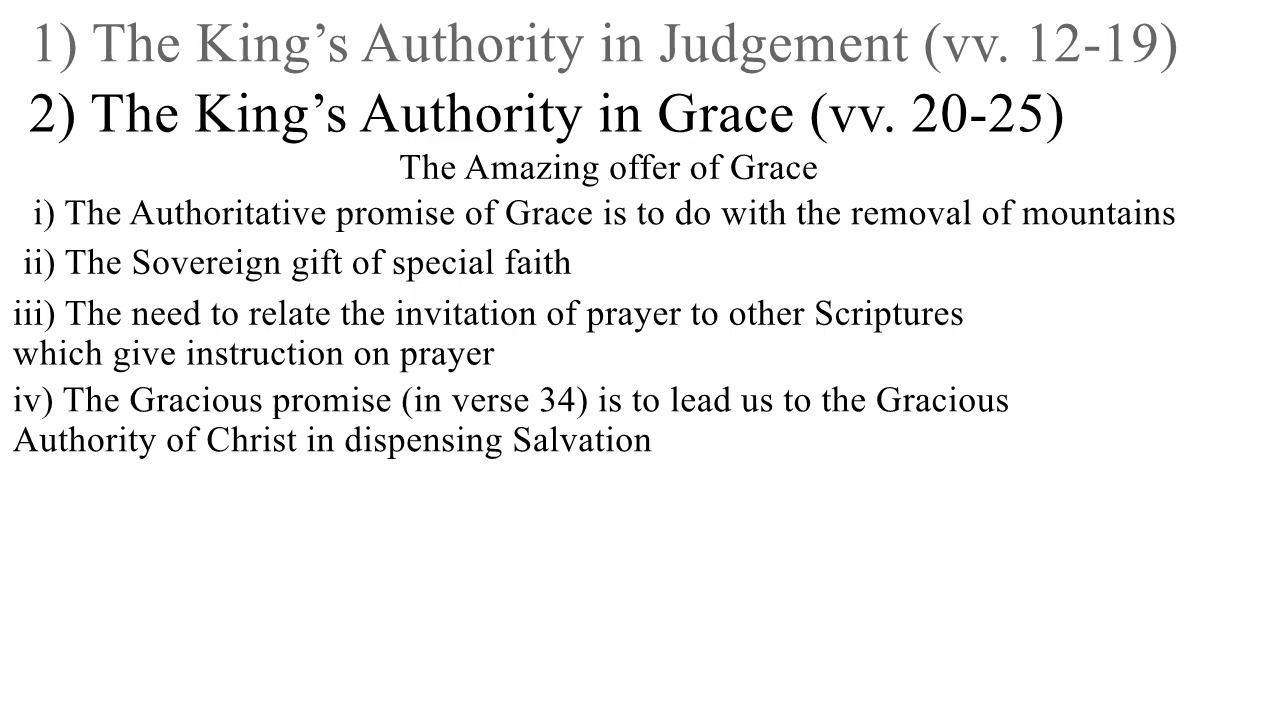 1) The King’s Authority in Judgement (vv. 12-19)
2) The King’s Authority in Grace (vv. 20-25)
The Amazing offer of Grace
i) The Authoritative promise of Grace is to do with the removal of mountains
ii) The Sovereign gift of special faith
iii) The need to relate the invitation of prayer to other Scriptures
which give instruction on prayer
iv) The Gracious promise (in verse 34) is to lead us to the Gracious
Authority of Christ in dispensing Salvation